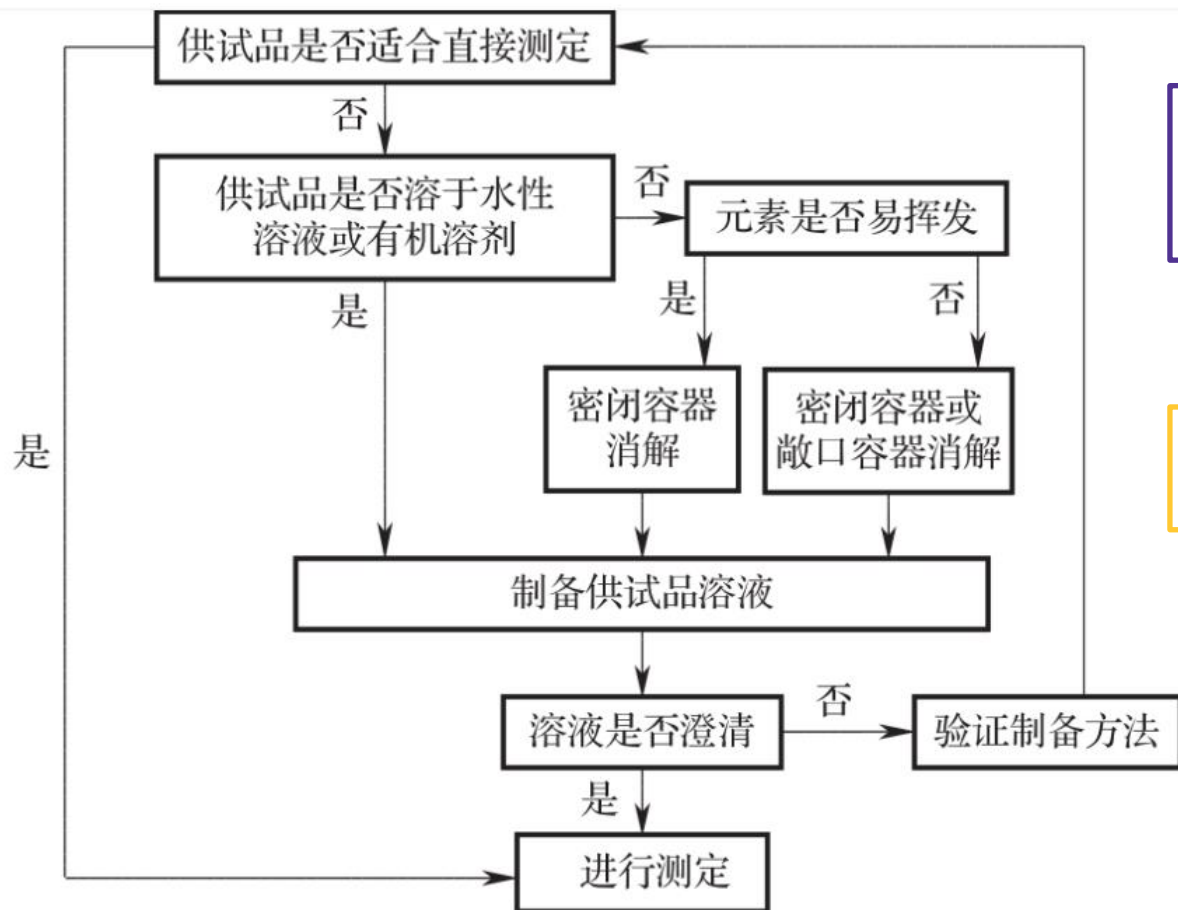 供试品是否适合直接测定
否
供试品是否溶于水性
溶液或有机溶剂
否
元素是否易挥发
是
是
否
密闭容器
消解
密闭容器或
敞口容器消解
是
制备供试品溶液
溶液是否澄清
否
验证制备方法
是
进行测定